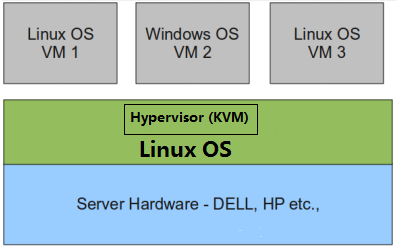 Linux OS
VM 1
Windows OS
VM 2
Linux OS
VM 3
Hypervisor (KVM)
Linux OS
Server Hardware - DELL, HP etc.,